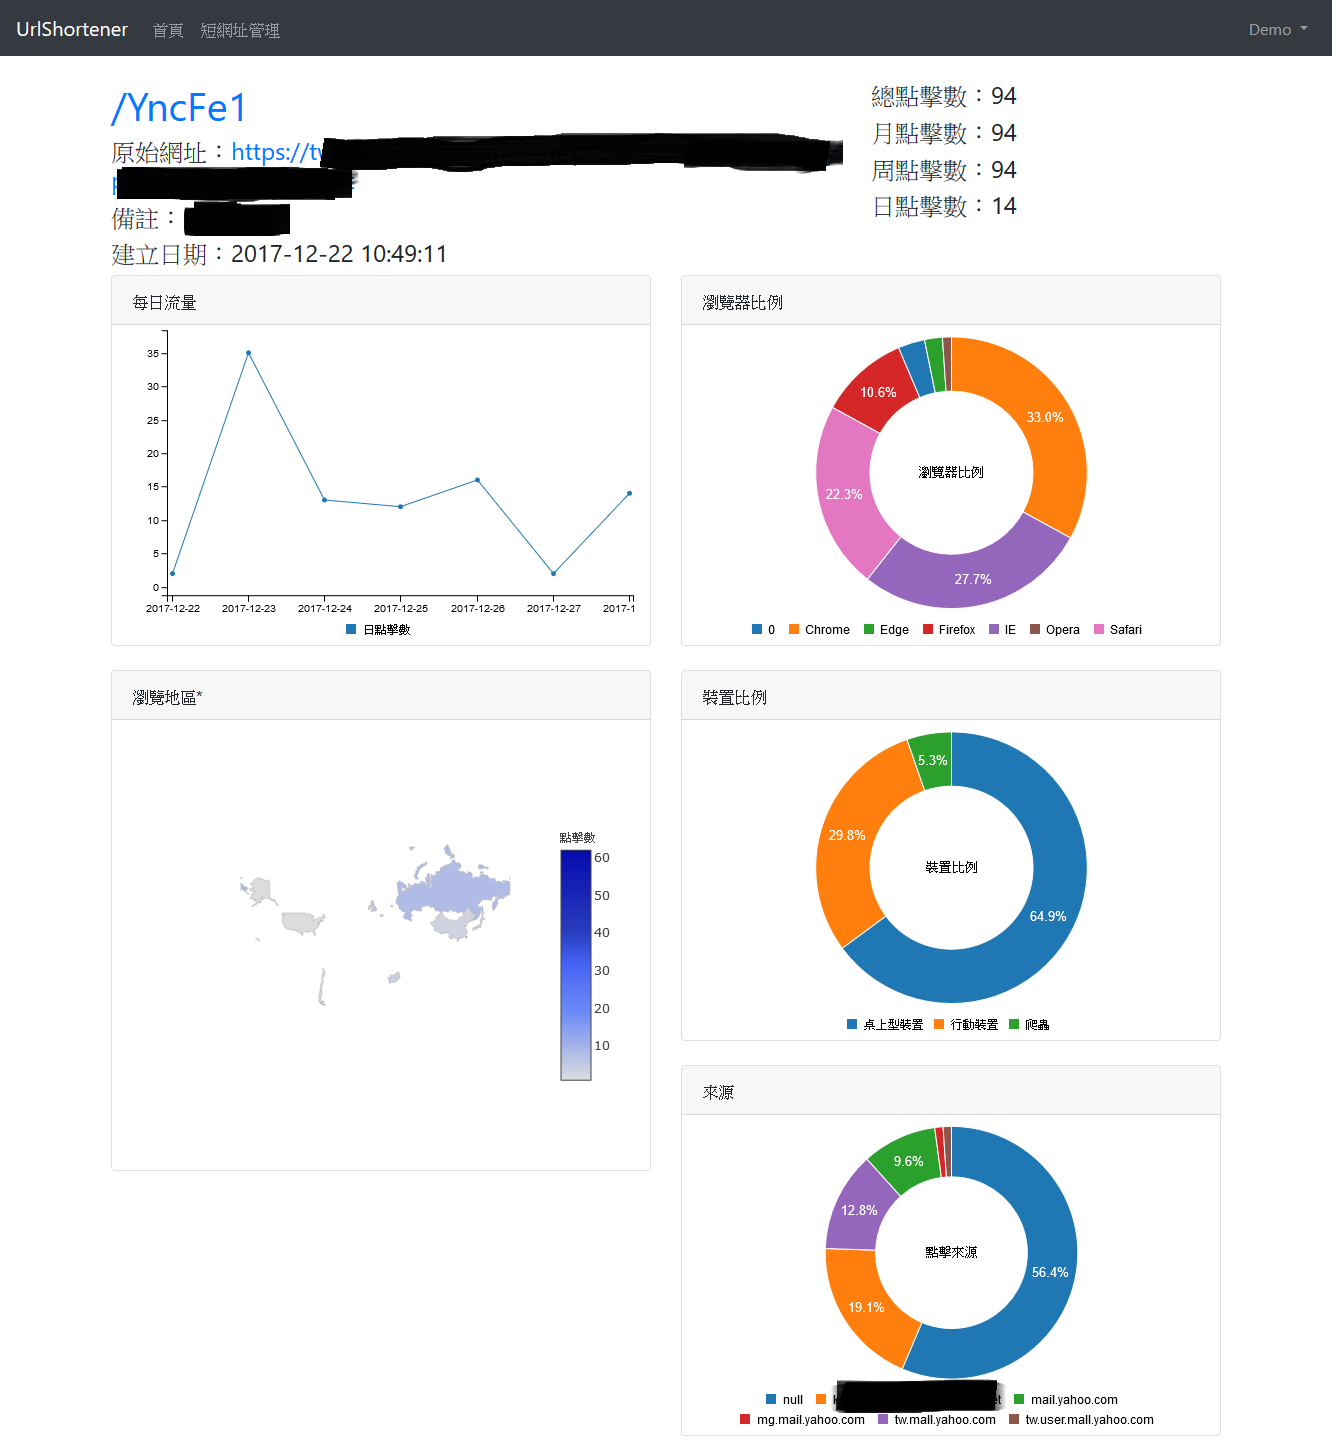 UrlShortener 首頁 短網址管理 Demo
/YncFe1
原始網址：https://tw
備註：
建立日期：2017-12-22 10:49:11
總點擊數：94
月點擊數：94
周點擊數：94
日點擊數：14
每日流量
35
30
25
20
15
10
5
0
2017-12-22 2017-12-23 2017-12-24 2017-12-25 2017-12-26 2017-12-27 2017-1
日點擊數
瀏覽器比例
10.6%
33.0%
瀏覽器比例
22.3%
27.7%
0 Chrome Edge Firefox IE Opera Safari
瀏覽地區*
點擊數
60
50
40
30
20
10
裝置比例
5.3%
29.8%
裝置比例
64.9%
桌上型裝置 行動裝置 爬蟲
來源
9.6%
12.8%
點擊來源
56.4%
19.1%
null mail.yahoo.com
mg.mail.yahoo.com tw.mall.yahoo.com tw.user.mall.yahoo.com